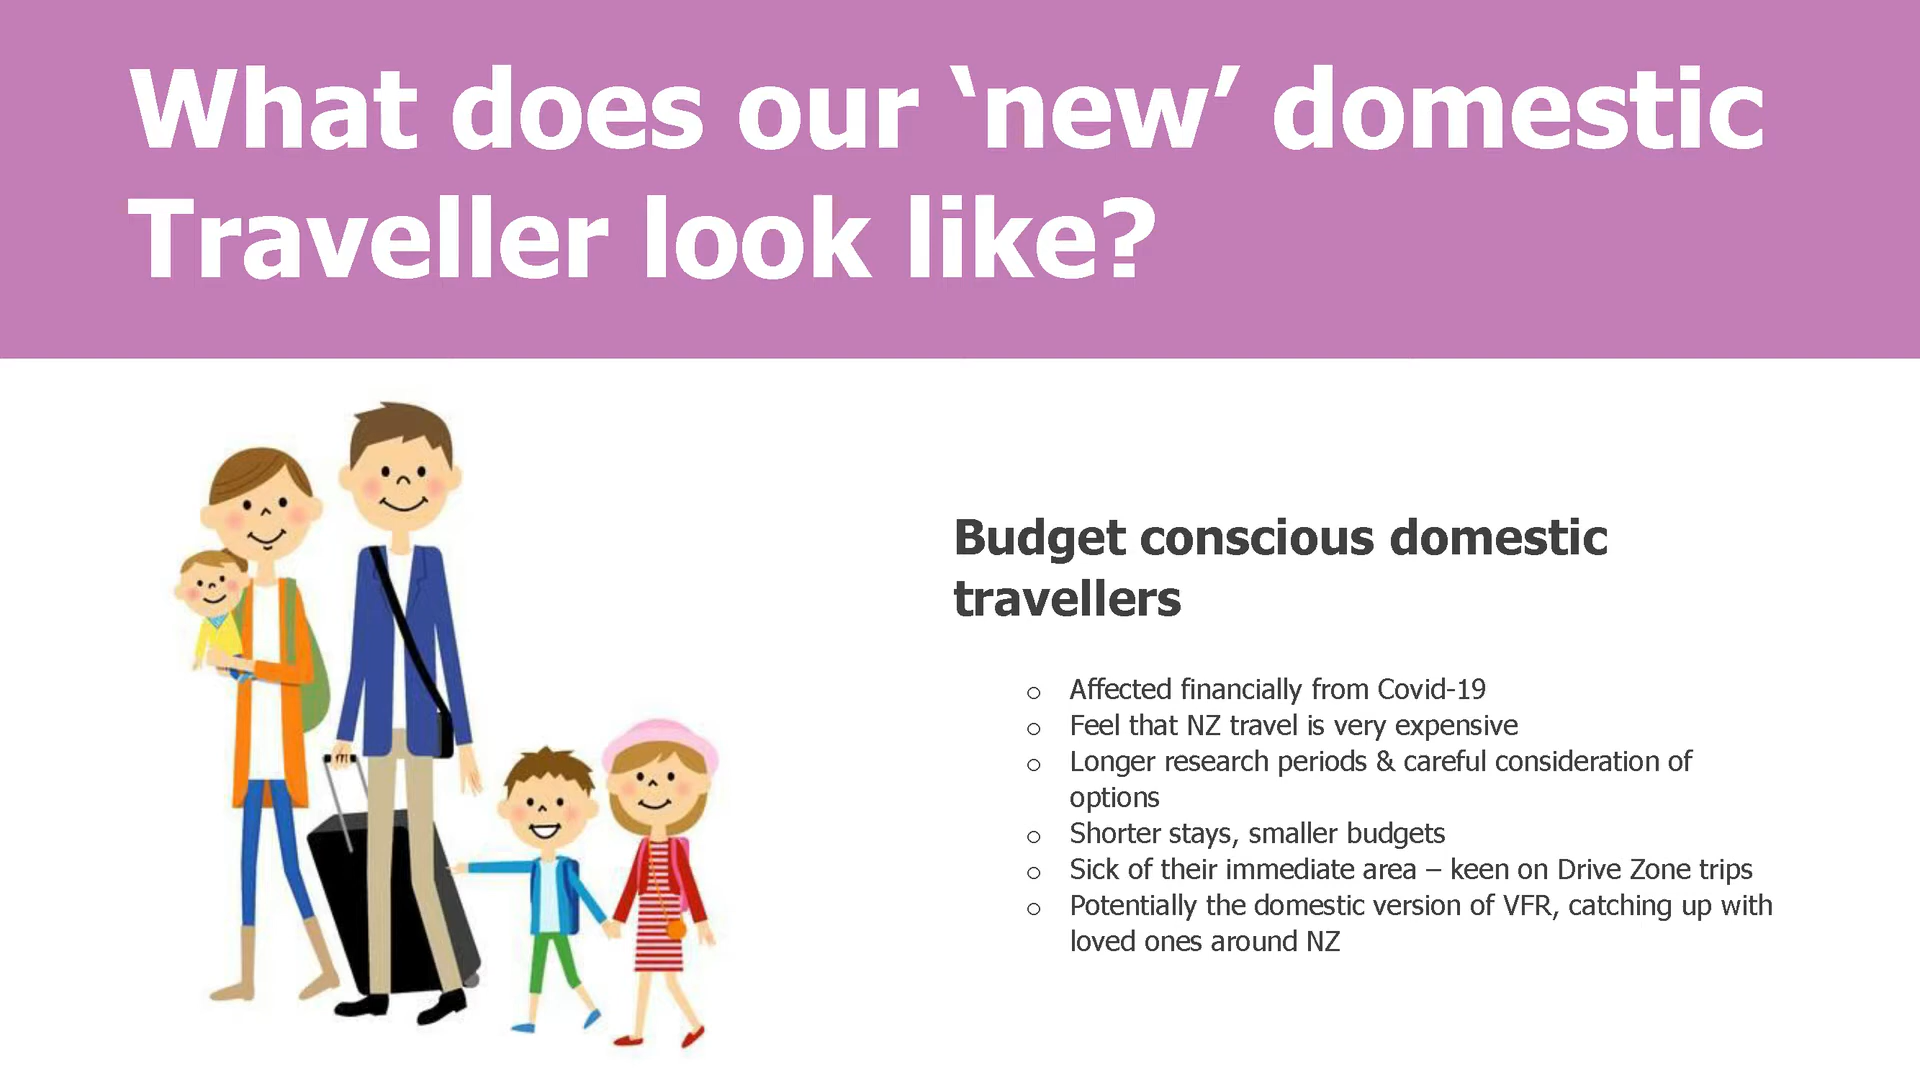 What does our ‘new’ domestic
Traveller look like?
Budget conscious domestic
travellers
o Affected financially from Covid-19
o Feel that NZ travel is very expensive
o Longer research periods & careful consideration of
options
o Shorter stays, smaller budgets
o Sick of their immediate area – keen on Drive Zone trips
o Potentially the domestic version of VFR, catching up with
loved ones around NZ